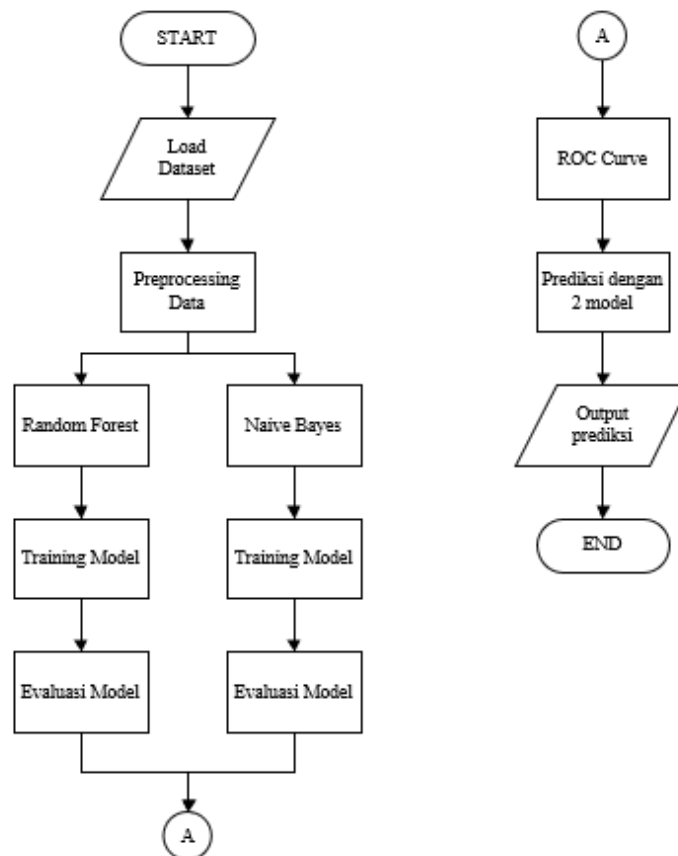 START
Load
Dataset
Preprocessing
Data
Random Forest
Naive Bayes
Training Model
Training Model
Evaluasi Model
Evaluasi Model
A
A
ROC Curve
Prediksi dengan
2 model
Output
prediksi
END